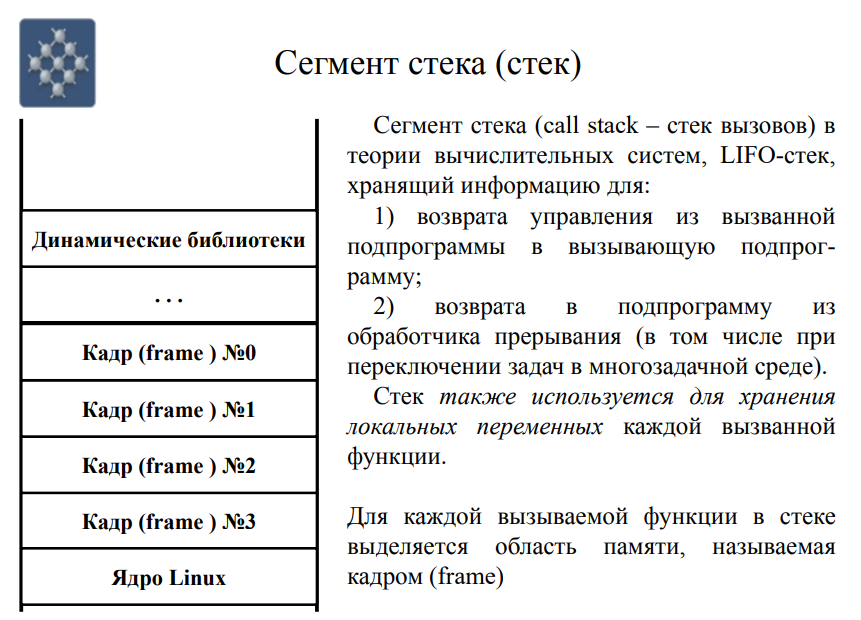 Сегмент стека (стек)
Динамические библиотеки
. . .
Кадр (frame ) №0
Кадр (frame ) №1
Кадр (frame ) №2
Кадр (frame ) №3
Ядро Linux
Сегмент стека (call stack – стек вызовов) в
теории вычислительных систем, LIFO-стек,
хранящий информацию для:
1) возврата управления из вызванной
подпрограммы в вызывающую подпрог-
рамму;
2) возврата в подпрограмму из
обработчика прерывания (в том числе при
переключении задач в многозадачной среде).
Стек также используется для хранения
локальных переменных каждой вызванной
функции.
Для каждой вызываемой функции в стеке
выделяется область памяти, называемая
кадром (frame)